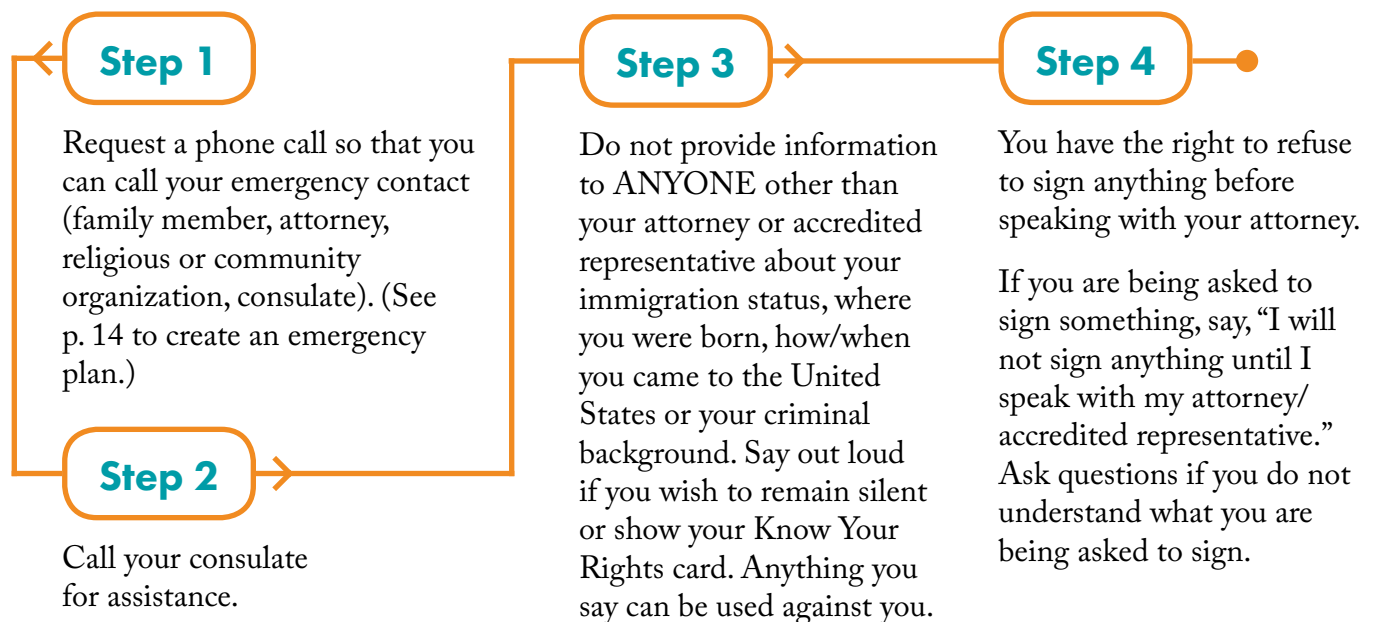 Step 1
Request a phone call so that you
can call your emergency contact
(family member, attorney,
religious or community
organization, consulate). (See
p. 14 to create an emergency
plan.)
Step 2
Call your consulate
for assistance.
Step 3
Do not provide information
to ANYONE other than
your attorney or accredited
representative about your
immigration status, where
you were born, how/when
you came to the United
States or your criminal
background. Say out loud
if you wish to remain silent
or show your Know Your
Rights card. Anything you
say can be used against you.
Step 4
You have the right to refuse
to sign anything before
speaking with your attorney.
If you are being asked to
sign something, say, “I will
not sign anything until I
speak with my attorney/
accredited representative.”
Ask questions if you do not
understand what you are
being asked to sign.